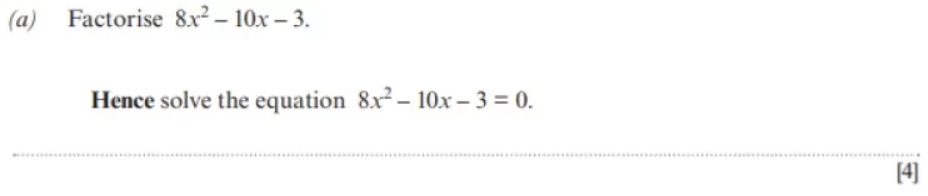 (a) Factorise 8x² – 10x – 3.
Hence solve the equation 8x² – 10x – 3 = 0.
[4]